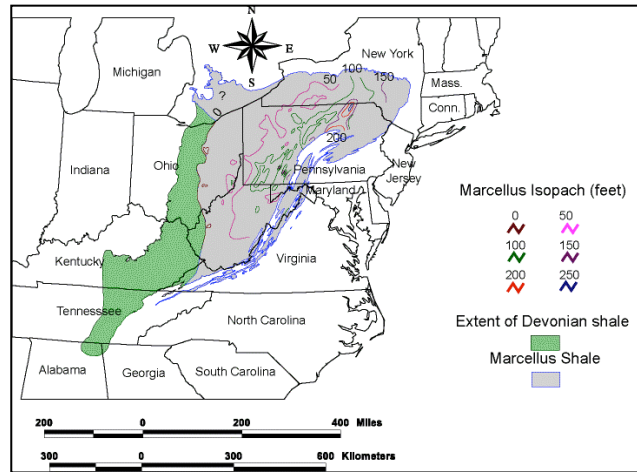 N
W E
S
Michigan
New York
Mass.
Conn.
50
100
150
?
0
200
Indiana
Ohio
Pennsylvania
New
Jersey
Maryland
Kentucky
Virginia
Tennesssee
North Carolina
Alabama
Georgia
South Carolina
Marcellus Isopach (feet)
0 50
100 150
200 250
Extent of Devonian shale
Marcellus Shale
200 0 200 400 Miles
300 0 300 600 Kilometers